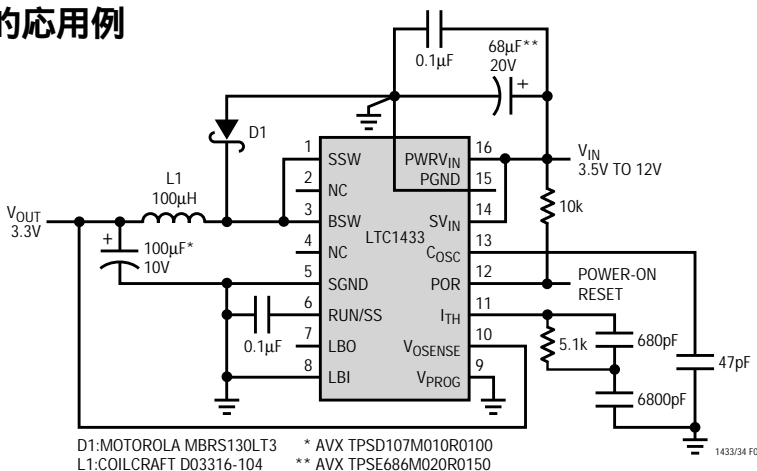 的応用例
0.1µF
68µF**
20V
+
D1
L1
100µH
VOUT
3.3V
+
100µF*
10V
1 SSW PWRVIN 16
2 NC PGND 15
3 BSW SVIN 14
LTC1433
4 NC COSC 13
5 SGND POR 12
6 RUN/SS ITH 11
7 LBO VOSENSE 10
8 LBI VPROG 9
0.1µF
VIN
3.5V TO 12V
10k
POWER-ON
RESET
5.1k
680pF
6800pF
47pF
D1:MOTOROLA MBRS130LT3 * AVX TPSD107M010R0100
L1:COILCRAFT D03316-104 ** AVX TPSE686M020R0150
1433/34 F0